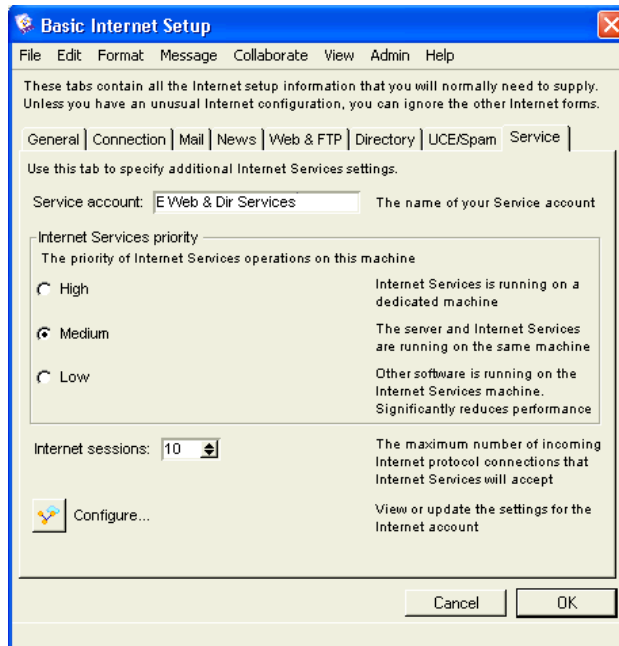 Basic Internet Setup
File Edit Format Message Collaborate View Admin Help
These tabs contain all the Internet setup information that you will normally need to supply.
Unless you have an unusual Internet configuration, you can ignore the other Internet forms.
General Connection Mail News Web & FTP Directory UCE/Spam Service
Use this tab to specify additional Internet Services settings.
Service account: E Web & Dir Services The name of your Service account
Internet Services priority
The priority of Internet Services operations on this machine
High
Internet Services is running on a
dedicated machine
Medium
The server and Internet Services
are running on the same machine
Low
Other software is running on the
Internet Services machine.
Significantly reduces performance
Internet sessions: 10
The maximum number of incoming
Internet protocol connections that
Internet Services will accept
Configure...
View or update the settings for the
Internet account
Cancel OK